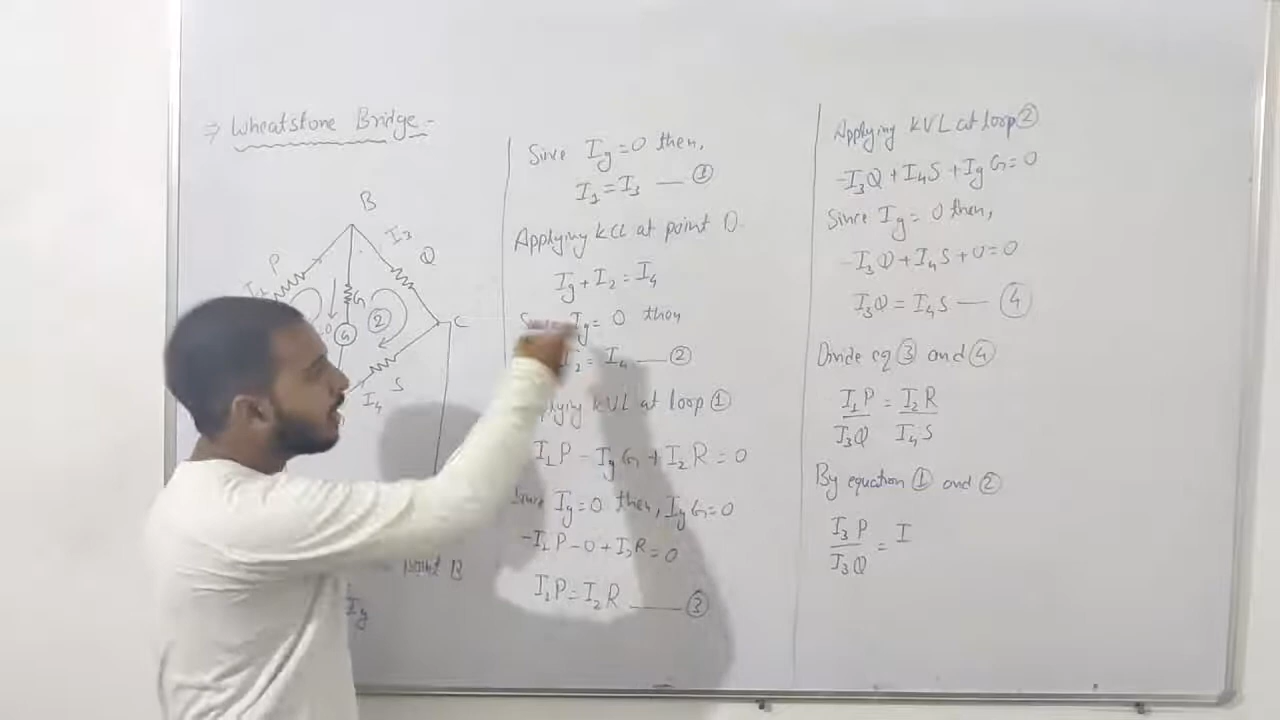 ⇒ Wheatstone Bridge-
B
I₃
P
Q
G
②
G
C
S
I₄
point B
Ig
Since Ig=0 then,
I₁=I₃ — ①
Applying KCL at point D.
Ig+I₂=I₄
Ig= 0 then
I₂= I₄ — ②
Applying KVL at loop ①
I₁P - IgG + I₂R = 0
Since Ig=0 then, IgG=0
-I₁P-0+I₂R=0
I₁P=I₂R — ③
Applying KVL at loop②
-I₃Q+I₄S+IgG=0
Since Ig=0 then,
-I₃Q+I₄S+0=0
I₃Q=I₄S — ④
Divide eq ③ and ④
I₁P/I₃Q = I₂R/I₄S
By equation ① and ②
I₃P/I₃Q = I